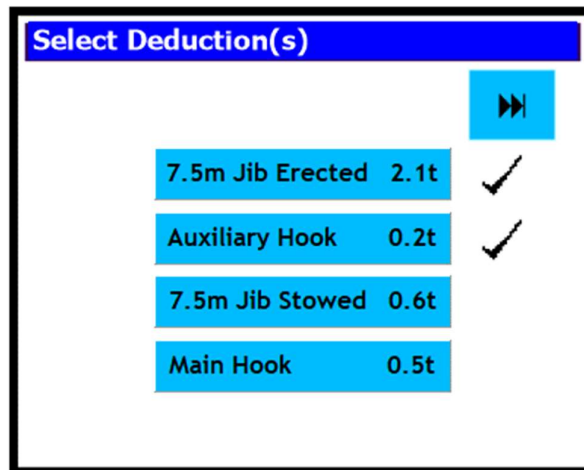 Select Deduction(s)
7.5m Jib Erected 2.1t
Auxiliary Hook 0.2t
7.5m Jib Stowed 0.6t
Main Hook 0.5t